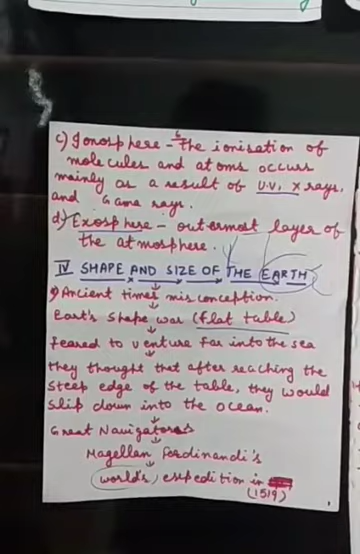 c) Ionosphere - The ionisation of
molecules and atoms occurs
mainly as a result of U.V, X rays,
and Gama rays.
d) Exosphere - outermost layer of
the atmosphere.
IV SHAPE AND SIZE OF THE EARTH
Ancient times misconception.
Eart's Shape was (flat table)
feared to venture far into the sea
they thought that after reaching the
steep edge of the table, they would
slip down into the ocean.
Great Navigators
Magellan Ferdinandi's
world's, expedition in
(1519)